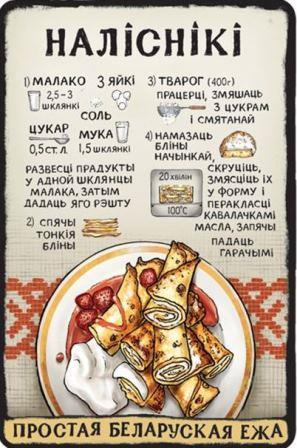 НАЛІСНІКІ
1) МАЛАКО 3 ЯЙКІ
2,5-3 ШКЛЯНКІ
СОЛЬ
ЦУКАР
0,5 СТ. Л.
МУКА
1,5 ШКЛЯНКІ
РАЗВЕСЦІ ПРАДУКТЫ
У АДНОЙ ШКЛЯНЦЫ
МАЛАКА, ЗАТЫМ
ДАДАЦЬ ЯГО РЭШТУ
2) СПЯЧЫ
ТОНКІЯ
БЛІНЫ
3) ТВАРОГ (400г)
ПРАЦЕРЦІ, ЗМЯШАЦЬ
З ЦУКРАМ
І СМЯТАНАЙ
4) НАМАЗАЦЬ
БЛІНЫ
НАЧЫНКАЙ,
СКРУЦІЦЬ,
ЗМЯСЦІЦЬ ІХ
У ФОРМУ І
ПЕРАКЛАСЦІ
КАВАЛАЧКАМІ
МАСЛА, ЗАПЯЧЫ
20 ХВІЛІН
100°C
ПАДАЦЬ
ГАРАЧЫМІ
ПРОСТАЯ БЕЛАРУСКАЯ ЕЖА